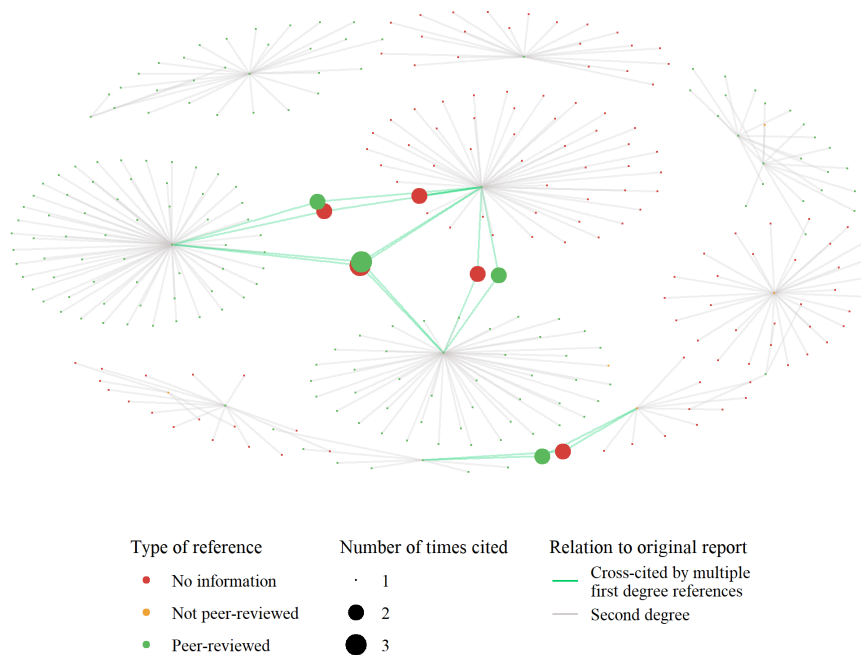 Type of reference
No information
Not peer-reviewed
Peer-reviewed
Number of times cited
1
2
3
Relation to original report
Cross-cited by multiple
first degree references
Second degree